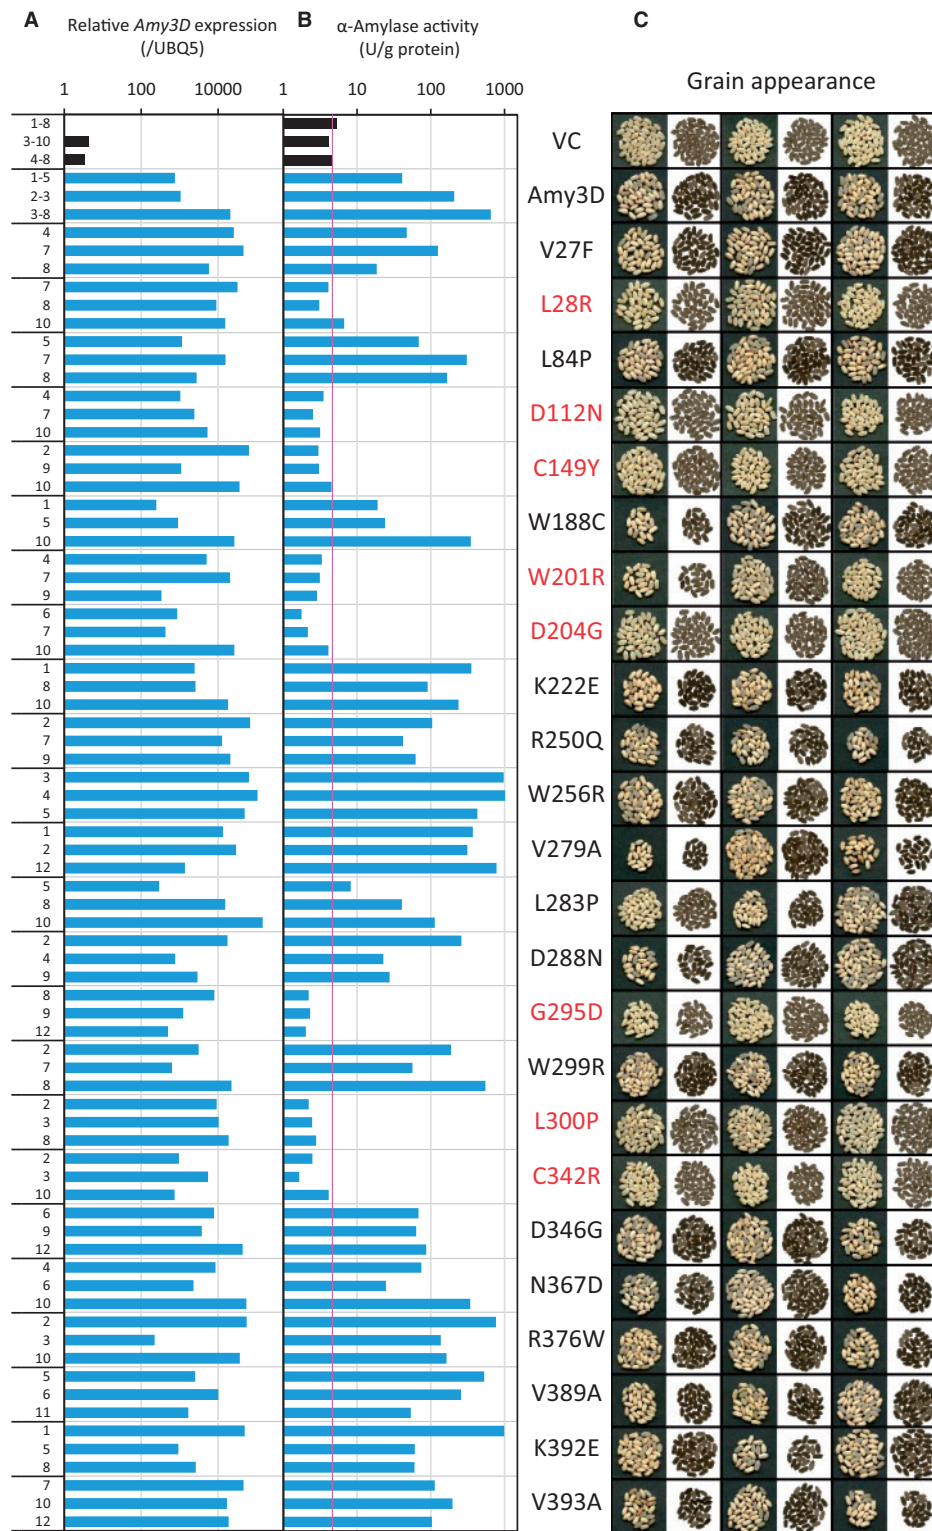 A
Relative Amy3D expression
(/UBQ5)
B
α-Amylase activity
(U/g protein)
C
Grain appearance
1 100 10000
1 10 100 1000
1-8
3-10
4-8
VC
1-5
2-3
3-8
Amy3D
4
7
8
V27F
7
8
10
L28R
5
7
8
L84P
4
7
10
D112N
2
9
10
C149Y
1
5
10
W188C
4
7
9
W201R
6
7
10
D204G
1
8
10
K222E
2
7
9
R250Q
3
4
5
W256R
1
2
12
V279A
5
8
10
L283P
2
4
9
D288N
8
9
12
G295D
2
7
8
W299R
2
3
8
L300P
2
3
10
C342R
6
9
12
D346G
4
6
10
N367D
2
3
10
R376W
5
6
11
V389A
1
5
8
K392E
7
10
12
V393A